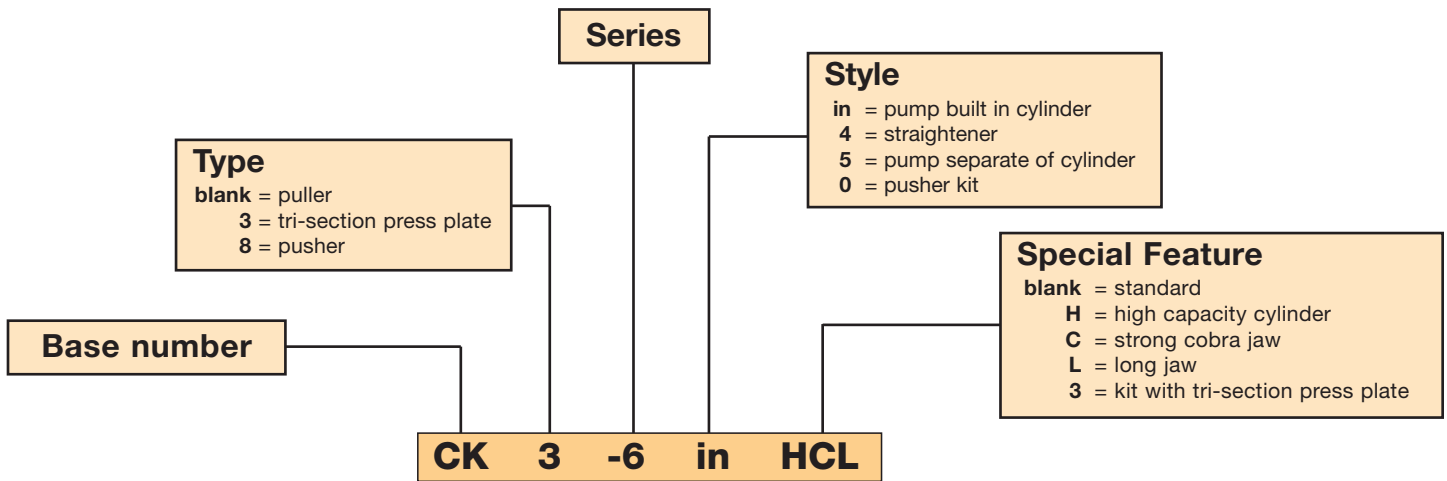 Series
Style
in = pump built in cylinder
4 = straightener
5 = pump separate of cylinder
0 = pusher kit
Type
blank = puller
3 = tri-section press plate
8 = pusher
Special Feature
blank = standard
H = high capacity cylinder
C = strong cobra jaw
L = long jaw
3 = kit with tri-section press plate
Base number
CK 3 -6 in HCL